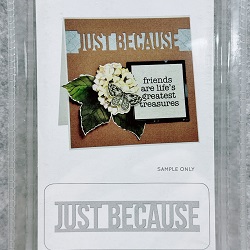 JUST BECAUSE
friends
are life's
greatest
treasures
SAMPLE ONLY
JUST BECAUSE